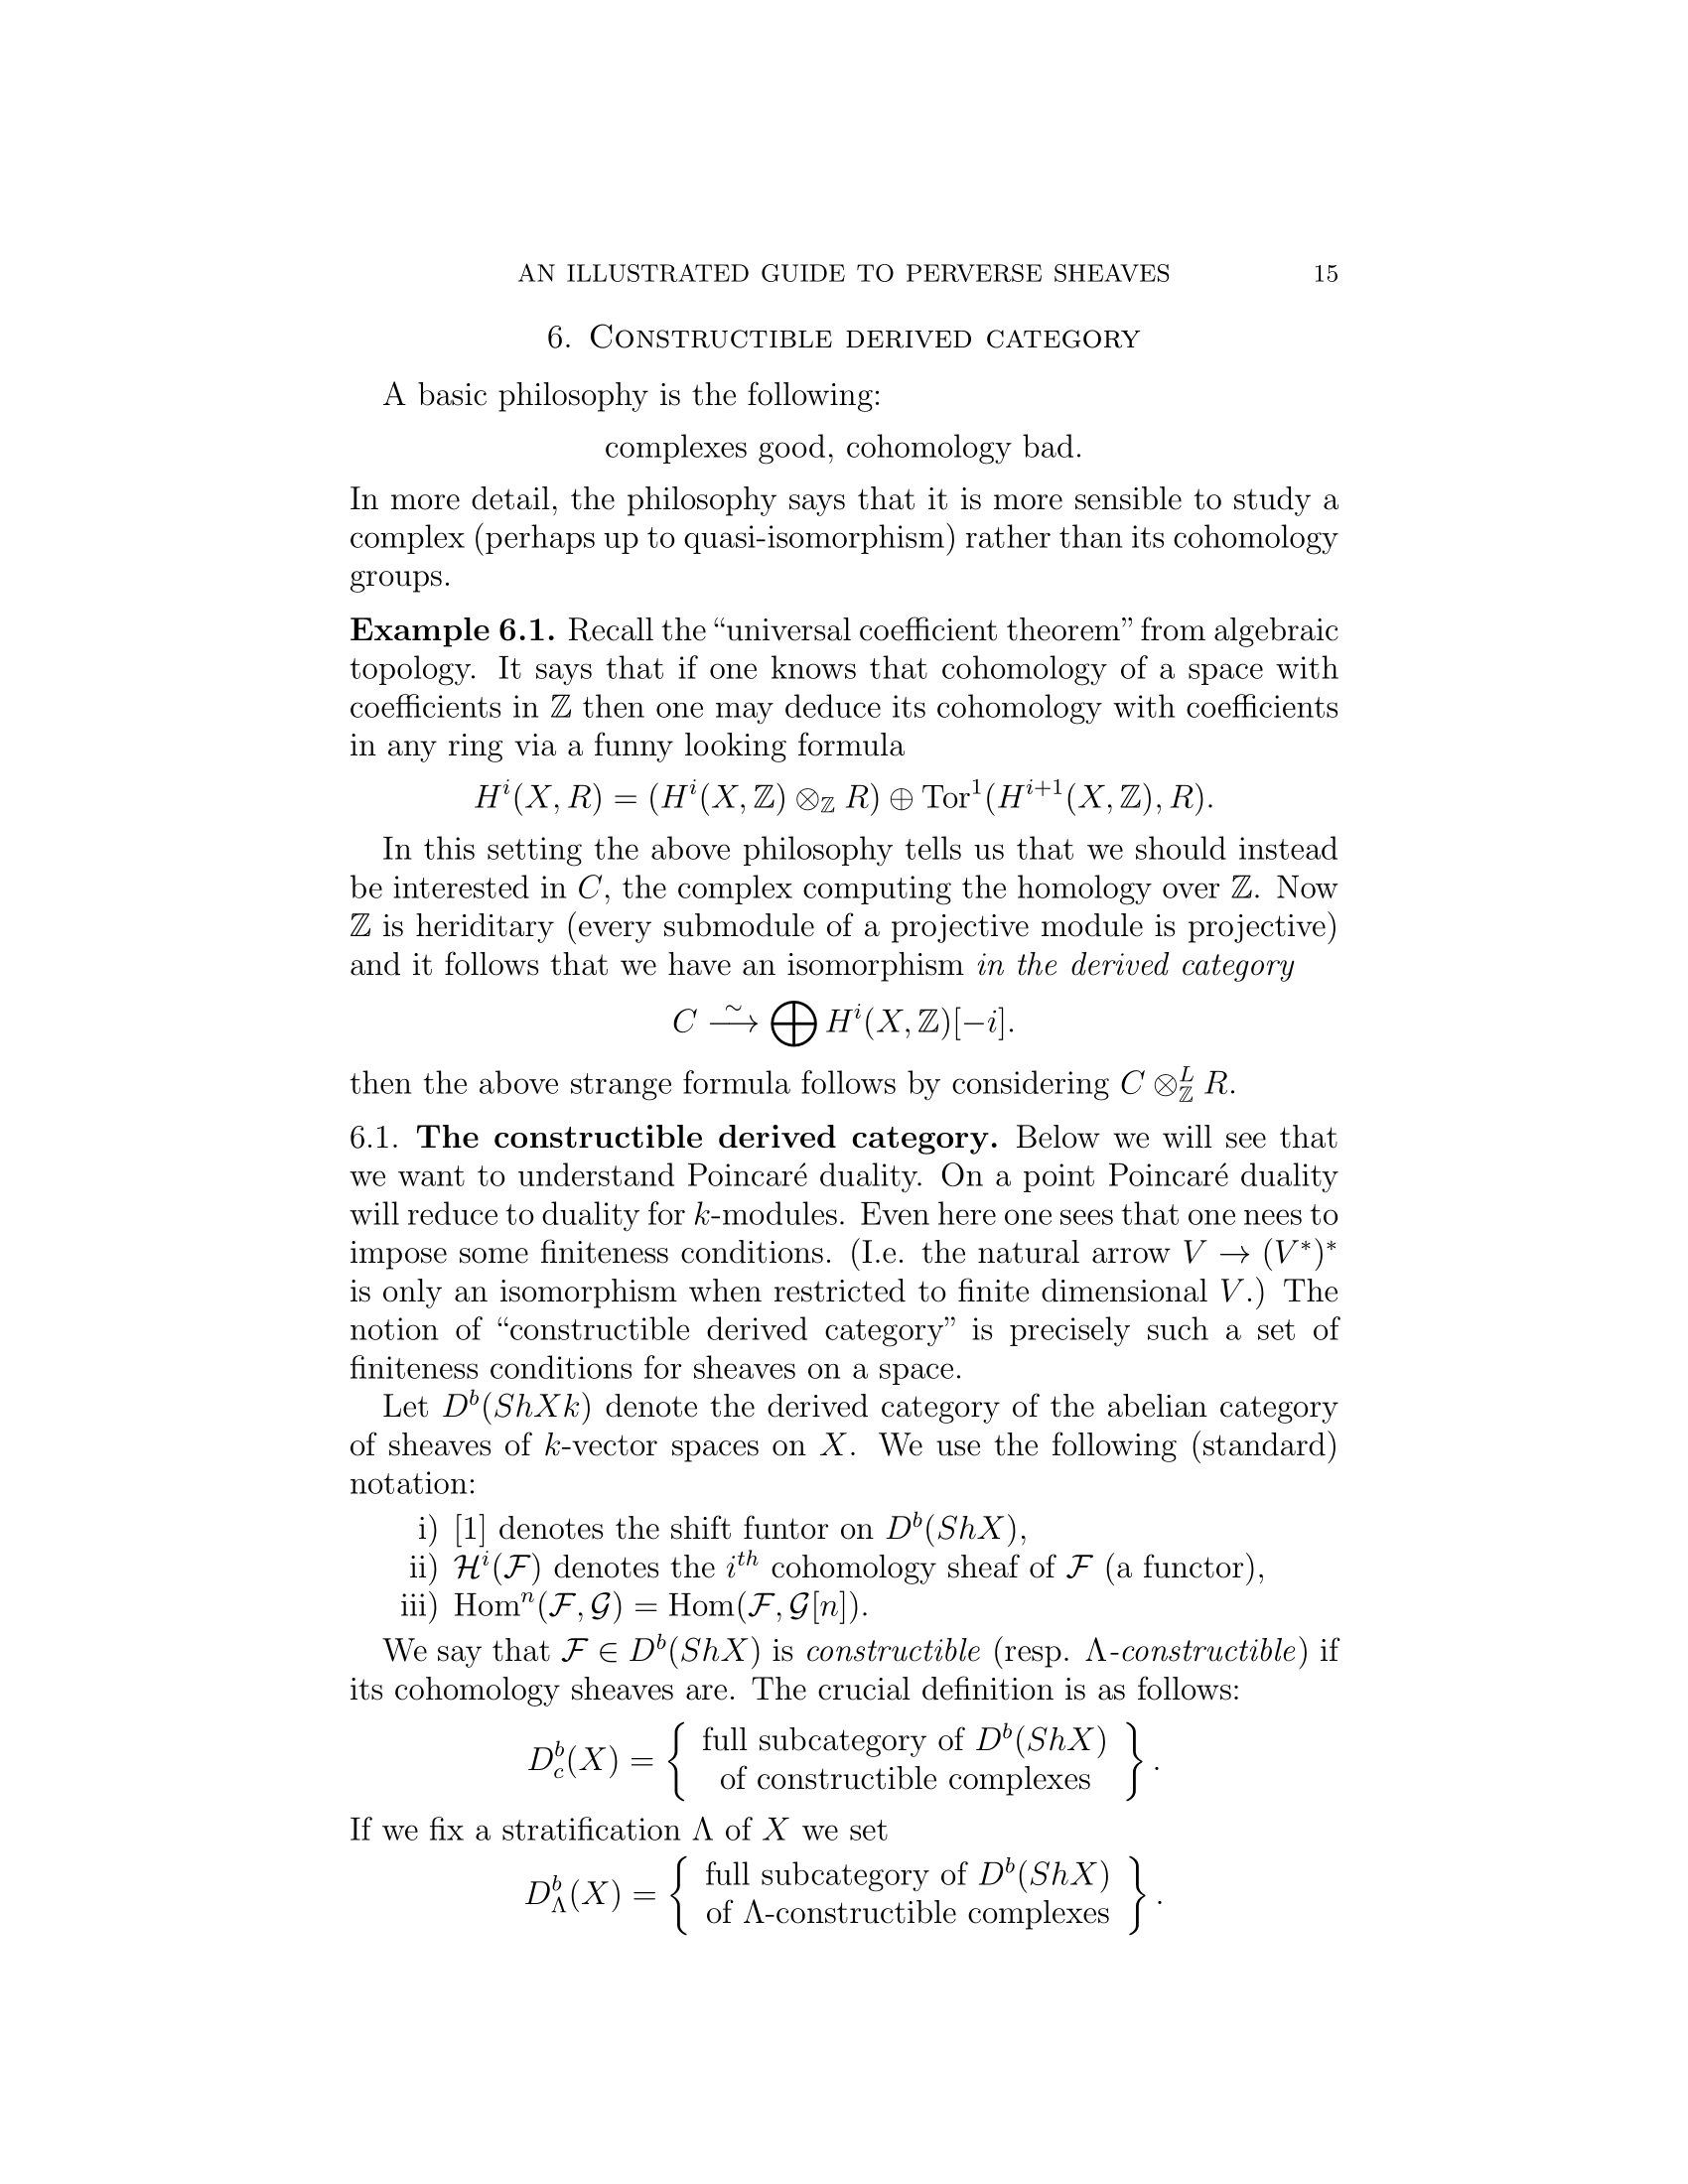 AN ILLUSTRATED GUIDE TO PERVERSE SHEAVES 15
6. Constructible derived category
A basic philosophy is the following:
complexes good, cohomology bad.
In more detail, the philosophy says that it is more sensible to study a
complex (perhaps up to quasi-isomorphism) rather than its cohomology
groups.
Example 6.1. Recall the “universal coefficient theorem” from algebraic
topology. It says that if one knows that cohomology of a space with
coefficients in ℤ then one may deduce its cohomology with coefficients
in any ring via a funny looking formula
$H^i(X, R) = (H^i(X, \mathbb{Z}) \otimes_{\mathbb{Z}} R) \oplus \mathrm{Tor}^1(H^{i+1}(X, \mathbb{Z}), R).$
In this setting the above philosophy tells us that we should instead
be interested in $C$, the complex computing the homology over ℤ. Now
ℤ is heriditary (every submodule of a projective module is projective)
and it follows that we have an isomorphism in the derived category
$C \xrightarrow{\sim} \bigoplus H^i(X, \mathbb{Z})[-i].$
then the above strange formula follows by considering $C \otimes_{\mathbb{Z}}^L R$.
6.1. The constructible derived category. Below we will see that
we want to understand Poincaré duality. On a point Poincaré duality
will reduce to duality for $k$-modules. Even here one sees that one nees to
impose some finiteness conditions. (I.e. the natural arrow $V \to (V^*)^*$
is only an isomorphism when restricted to finite dimensional $V$.) The
notion of “constructible derived category” is precisely such a set of
finiteness conditions for sheaves on a space.
Let $D^b(ShXk)$ denote the derived category of the abelian category
of sheaves of $k$-vector spaces on $X$. We use the following (standard)
notation:
i) [1] denotes the shift funtor on $D^b(ShX)$,
ii) $\mathcal{H}^i(\mathcal{F})$ denotes the $i^{th}$ cohomology sheaf of $\mathcal{F}$ (a functor),
iii) $\mathrm{Hom}^n(\mathcal{F}, \mathcal{G}) = \mathrm{Hom}(\mathcal{F}, \mathcal{G}[n])$.
We say that $\mathcal{F} \in D^b(ShX)$ is constructible (resp. Λ-constructible) if
its cohomology sheaves are. The crucial definition is as follows:
$D^b_c(X) = \left\{ \begin{array}{c} \text{full subcategory of } D^b(ShX) \\ \text{of constructible complexes} \end{array} \right\}.$
If we fix a stratification Λ of $X$ we set
$D^b_\Lambda(X) = \left\{ \begin{array}{c} \text{full subcategory of } D^b(ShX) \\ \text{of } \Lambda\text{-constructible complexes} \end{array} \right\}.$